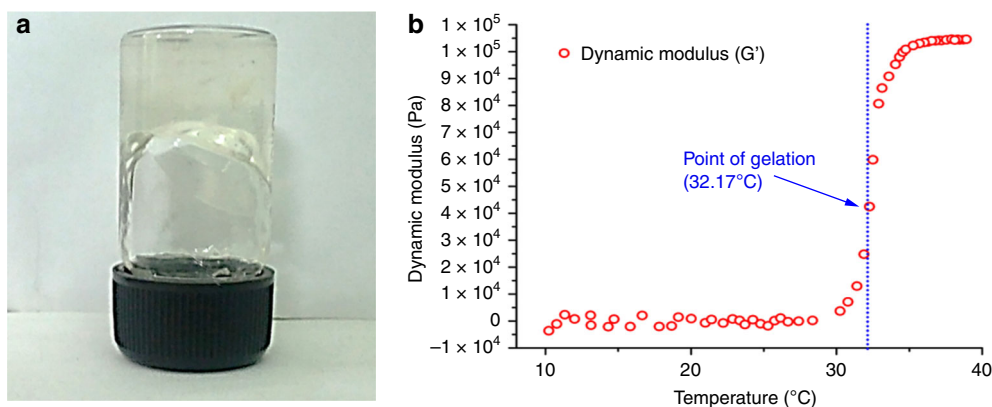 a
b
1 × 10⁵
1 × 10⁵
9 × 10⁴
8 × 10⁴
7 × 10⁴
6 × 10⁴
5 × 10⁴
4 × 10⁴
3 × 10⁴
2 × 10⁴
1 × 10⁴
0
−1 × 10⁴
Dynamic modulus (Pa)
Dynamic modulus (G’)
Point of gelation
(32.17°C)
10
20
30
40
Temperature (°C)